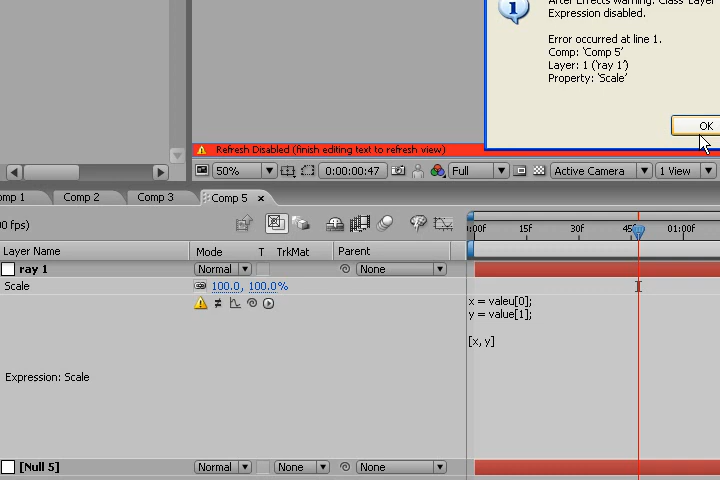 After Effects warning: Class 'Layer'
Expression disabled.
Error occurred at line 1.
Comp: 'Comp 5'
Layer: 1 ('ray 1')
Property: 'Scale'
OK
Refresh Disabled (finish editing text to refresh view)
50%
0:00:00:47
Full
Active Camera
1 View
omp 1
Comp 2
Comp 3
Comp 5
00 fps)
:00F
15F
30F
45F
01:00F
Layer Name
Mode
T
TrkMat
Parent
ray 1
Normal
None
Scale
100.0, 100.0%
x = valeu[0];
y = value[1];
[x, y]
Expression: Scale
[Null 5]
Normal
None
None